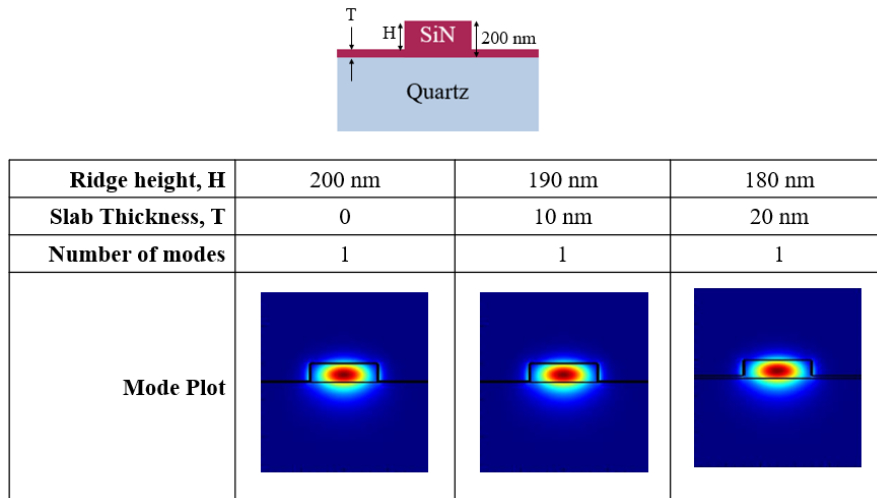 T
H
SiN
200 nm
Quartz
Ridge height, H 200 nm 190 nm 180 nm
Slab Thickness, T 0 10 nm 20 nm
Number of modes 1 1 1
Mode Plot